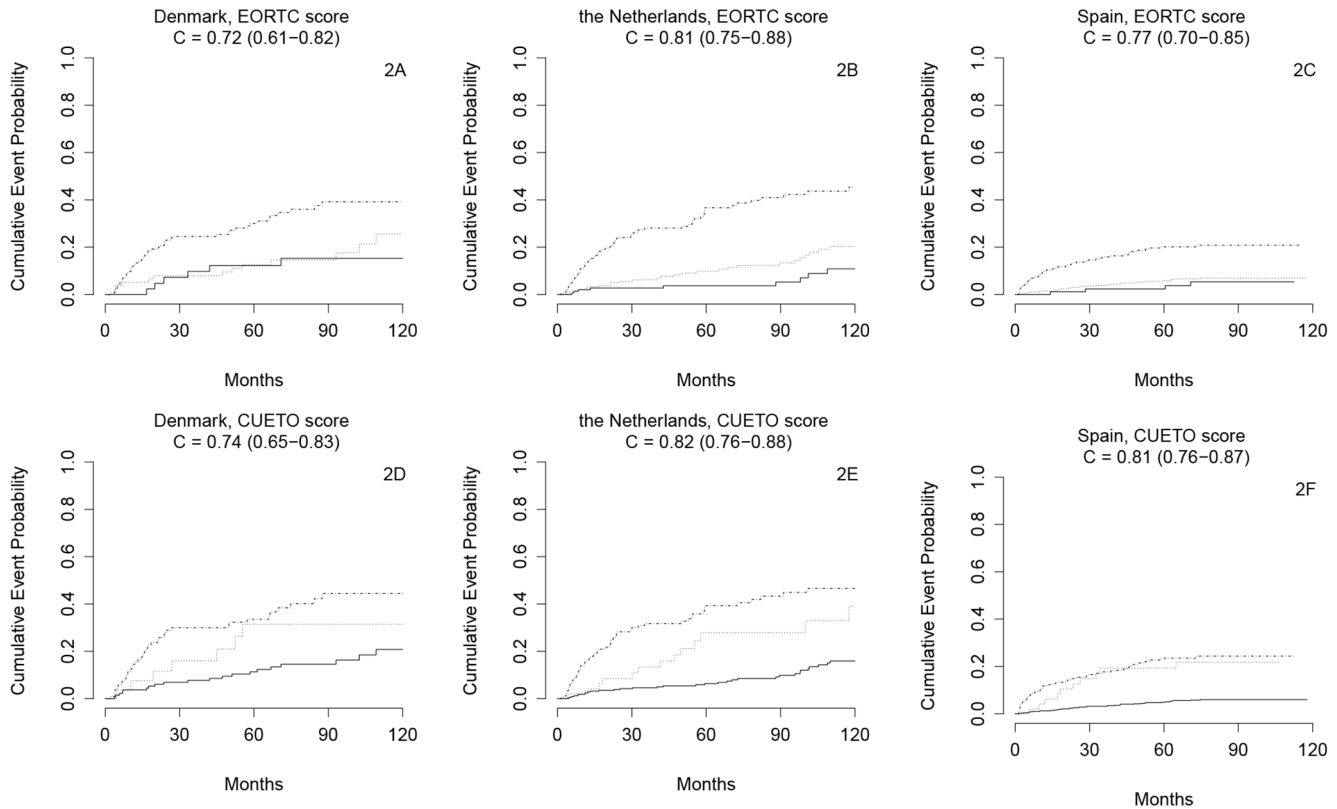 Denmark, EORTC score
C = 0.72 (0.61−0.82)
2A
Cumulative Event Probability
1.0
0.8
0.6
0.4
0.2
0.0
0 30 60 90 120
Months
the Netherlands, EORTC score
C = 0.81 (0.75−0.88)
2B
Cumulative Event Probability
1.0
0.8
0.6
0.4
0.2
0.0
0 30 60 90 120
Months
Spain, EORTC score
C = 0.77 (0.70−0.85)
2C
Cumulative Event Probability
1.0
0.8
0.6
0.4
0.2
0.0
0 30 60 90 120
Months
Denmark, CUETO score
C = 0.74 (0.65−0.83)
2D
Cumulative Event Probability
1.0
0.8
0.6
0.4
0.2
0.0
0 30 60 90 120
Months
the Netherlands, CUETO score
C = 0.82 (0.76−0.88)
2E
Cumulative Event Probability
1.0
0.8
0.6
0.4
0.2
0.0
0 30 60 90 120
Months
Spain, CUETO score
C = 0.81 (0.76−0.87)
2F
Cumulative Event Probability
1.0
0.8
0.6
0.4
0.2
0.0
0 30 60 90 120
Months